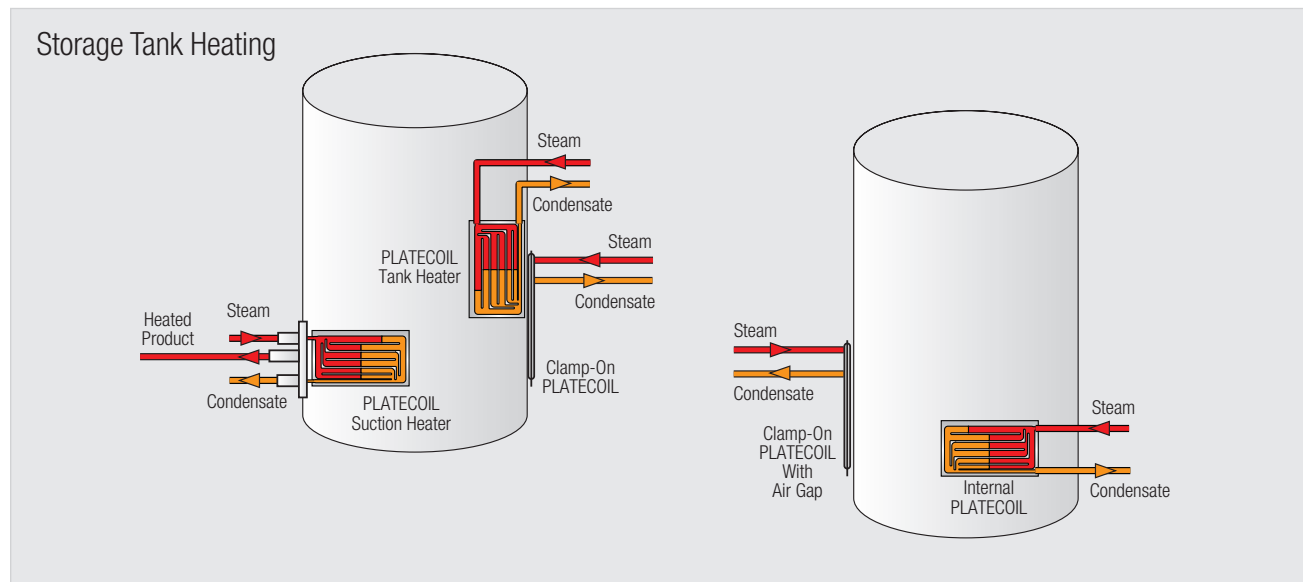 Storage Tank Heating
Steam
Condensate
PLATECOIL
Tank Heater
Steam
Condensate
Heated
Product
Steam
Condensate
PLATECOIL
Suction Heater
Clamp-On
PLATECOIL
Steam
Condensate
Clamp-On
PLATECOIL
With
Air Gap
Steam
Condensate
Internal
PLATECOIL